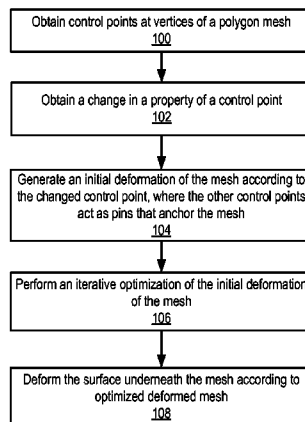 Obtain control points at vertices of a polygon mesh
100
Obtain a change in a property of a control point
102
Generate an initial deformation of the mesh according to
the changed control point, where the other control points
act as pins that anchor the mesh
104
Perform an iterative optimization of the initial deformation
of the mesh
106
Deform the surface underneath the mesh according to
optimized deformed mesh
108